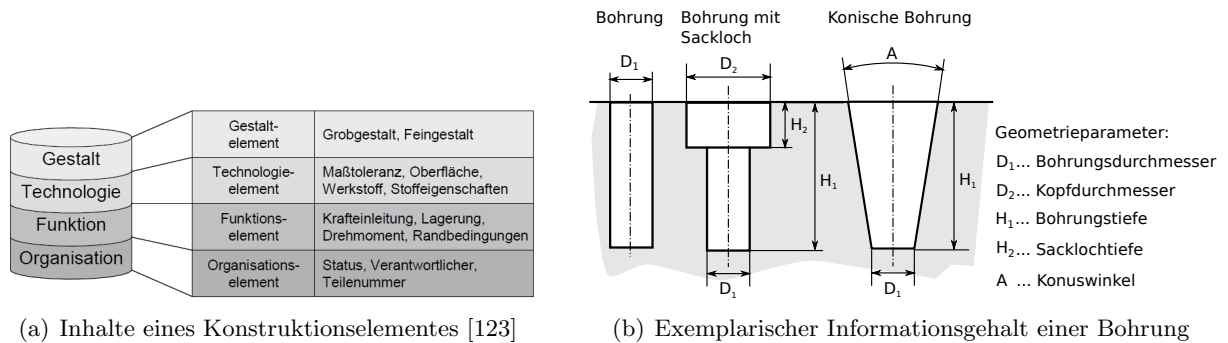 Gestalt
Technologie
Funktion
Organisation
Gestalt-
element
Grobgestalt, Feingestalt
Technologie-
element
Maßtoleranz, Oberfläche,
Werkstoff, Stoffeigenschaften
Funktions-
element
Krafteinleitung, Lagerung,
Drehmoment, Randbedingungen
Organisations-
element
Status, Verantwortlicher,
Teilenummer
(a) Inhalte eines Konstruktionselementes [123]
Bohrung
Bohrung mit
Sackloch
Konische Bohrung
D₁
D₂
A
H₂
H₁
H₁
D₁
D₁
Geometrieparameter:
D₁... Bohrungsdurchmesser
D₂... Kopfdurchmesser
H₁... Bohrungstiefe
H₂... Sacklochtiefe
A ... Konuswinkel
(b) Exemplarischer Informationsgehalt einer Bohrung